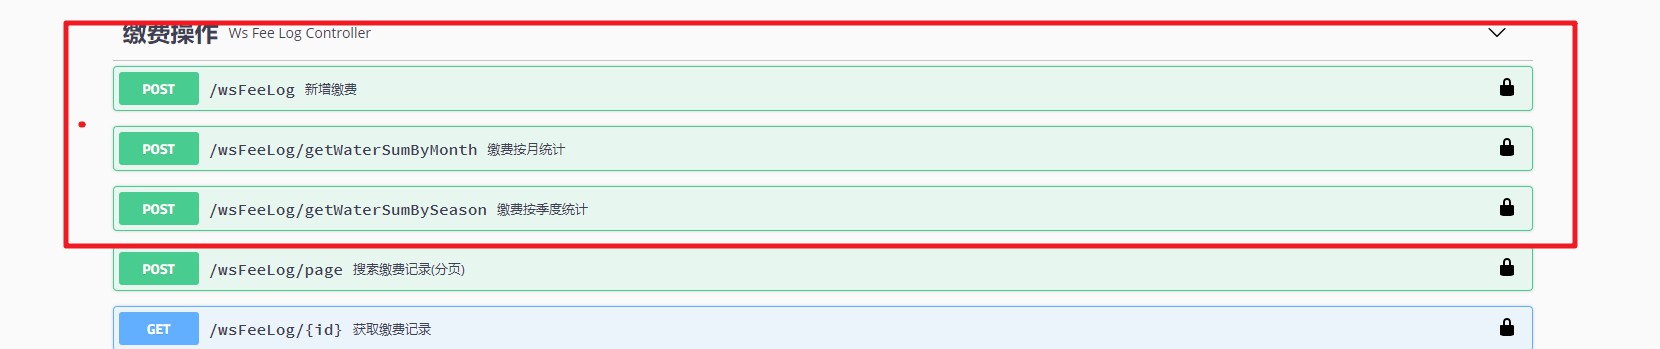 缴费操作 Ws Fee Log Controller
POST /wsFeeLog 新增缴费
POST /wsFeeLog/getWaterSumByMonth 缴费按月统计
POST /wsFeeLog/getWaterSumBySeason 缴费按季度统计
POST /wsFeeLog/page 搜索缴费记录(分页)
GET /wsFeeLog/{id} 获取缴费记录